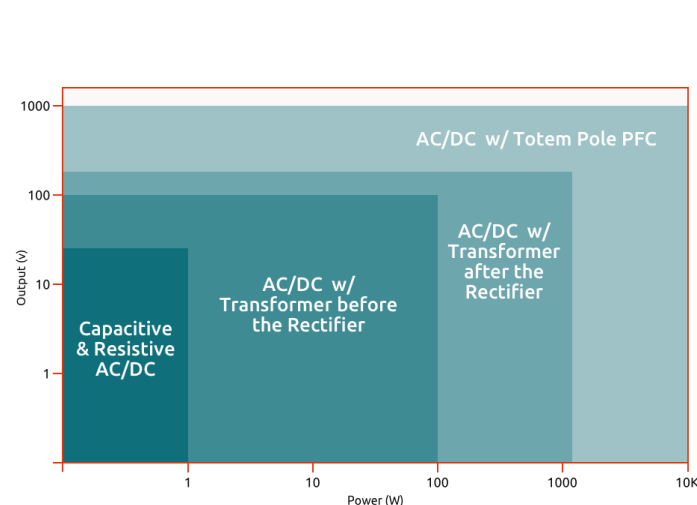 1000
AC/DC w/ Totem Pole PFC
100
AC/DC w/
Transformer
after the
Rectifier
Output (v)
10
AC/DC w/
Transformer before
the Rectifier
Capacitive
& Resistive
AC/DC
1
1
10
100
1000
10K
Power (W)